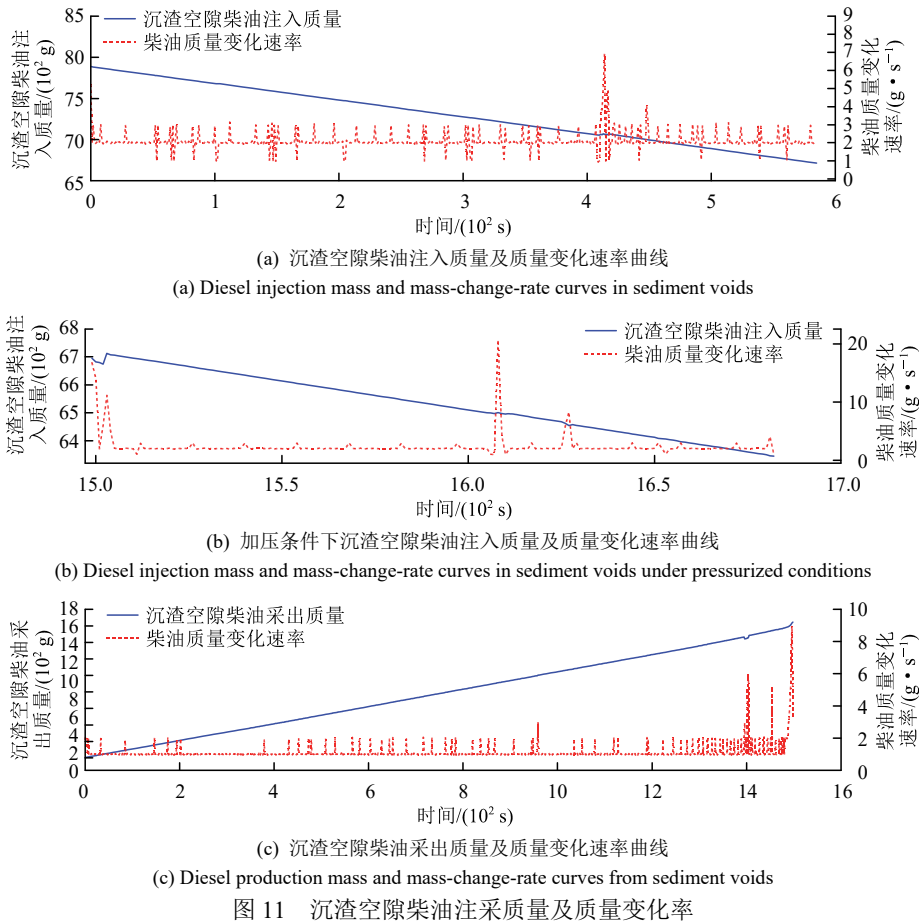 沉渣空隙柴油注入质量
柴油质量变化速率
沉渣空隙柴油注
入质量/(10² g)
85
80
75
70
65
9
8
7
6
5
4
3
2
1
0
柴油质量变化
速率/(g•s⁻¹)
0 1 2 3 4 5 6
时间/(10² s)
(a) 沉渣空隙柴油注入质量及质量变化速率曲线
(a) Diesel injection mass and mass-change-rate curves in sediment voids
沉渣空隙柴油注入质量
柴油质量变化速率
沉渣空隙柴油注
入质量/(10² g)
68
67
66
65
64
20
10
0
柴油质量变化
速率/(g•s⁻¹)
15.0 15.5 16.0 16.5 17.0
时间/(10² s)
(b) 加压条件下沉渣空隙柴油注入质量及质量变化速率曲线
(b) Diesel injection mass and mass-change-rate curves in sediment voids under pressurized conditions
沉渣空隙柴油采出质量
柴油质量变化速率
沉渣空隙柴油采
出质量/(10² g)
18
16
14
12
10
8
6
4
2
2
0
10
8
6
4
2
0
柴油质量变化
速率/(g•s⁻¹)
0 2 4 6 8 10 12 14 16
时间/(10² s)
(c) 沉渣空隙柴油采出质量及质量变化速率曲线
(c) Diesel production mass and mass-change-rate curves from sediment voids
图 11 沉渣空隙柴油注采质量及质量变化率